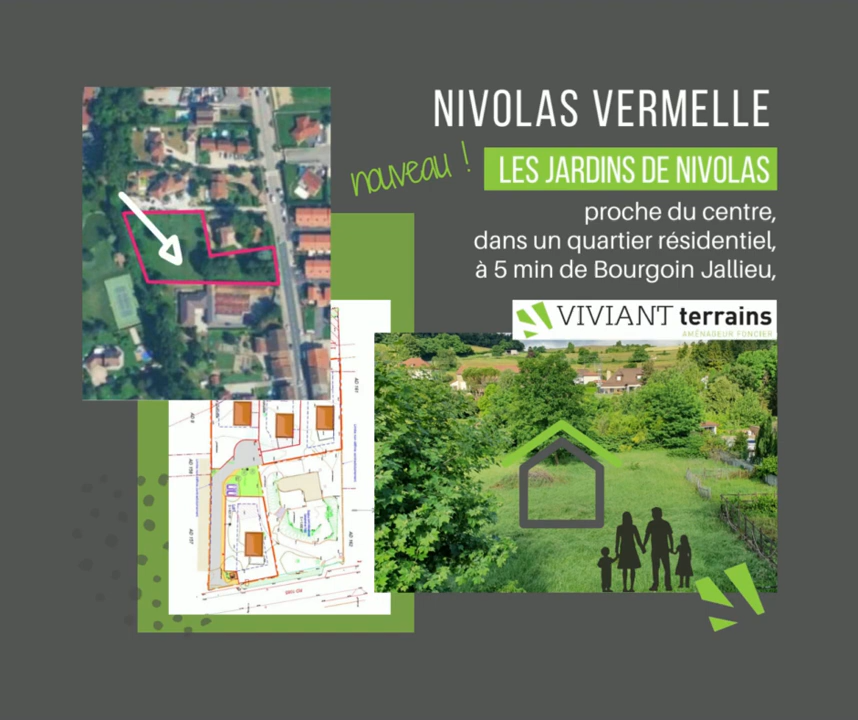 NIVOLAS VERMELLE
nouveau !
LES JARDINS DE NIVOLAS
proche du centre,
dans un quartier résidentiel,
à 5 min de Bourgoin Jallieu,
VIVIANT terrains
AMÉNAGEUR FONCIER